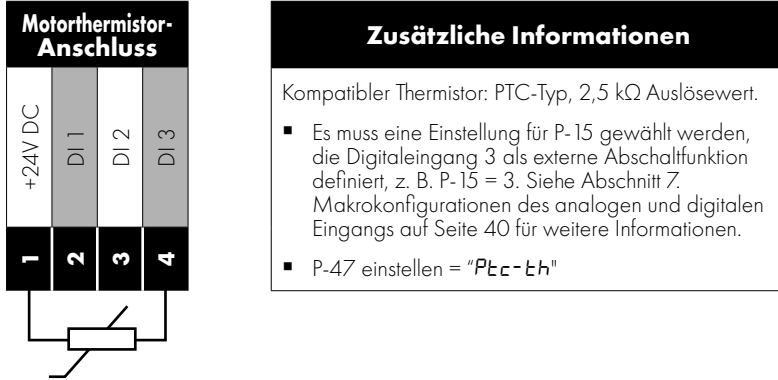 Motorthermistor-
Anschluss
+24V DC
DI 1
DI 2
DI 3
1
2
3
4
Zusätzliche Informationen
Kompatibler Thermistor: PTC-Typ, 2,5 kΩ Auslösewert.
▪ Es muss eine Einstellung für P-15 gewählt werden,
die Digitaleingang 3 als externe Abschaltfunktion
definiert, z. B. P-15 = 3. Siehe Abschnitt 7.
Makrokonfigurationen des analogen und digitalen
Eingangs auf Seite 40 für weitere Informationen.
▪ P-47 einstellen = “Ptc-th"